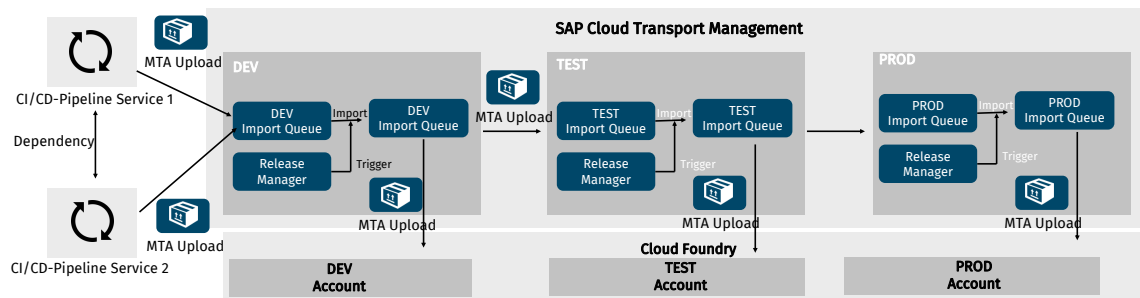 SAP Cloud Transport Management
MTA Upload
CI/CD-Pipeline Service 1
Dependency
MTA Upload
CI/CD-Pipeline Service 2
DEV
DEV
Import Queue
Import
DEV
Import Queue
Release
Manager
Trigger
MTA Upload
MTA Upload
TEST
TEST
Import Queue
Import
TEST
Import Queue
Release
Manager
Trigger
MTA Upload
PROD
PROD
Import Queue
Import
PROD
Import Queue
Release
Manager
Trigger
MTA Upload
Cloud Foundry
DEV
Account
TEST
Account
PROD
Account